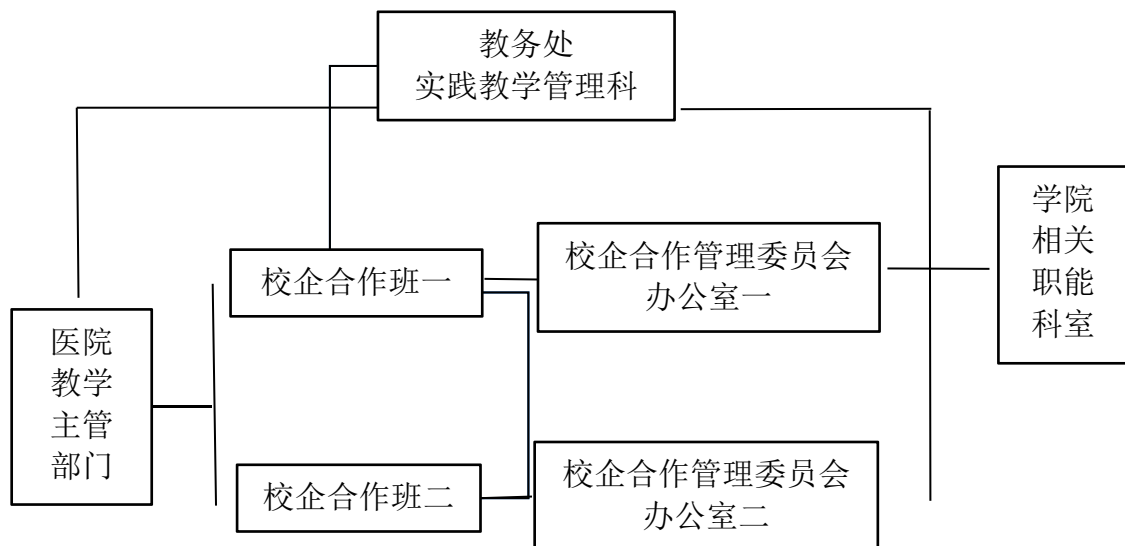 教务处
实践教学管理科
学院
相关
职能
科室
校企合作班一
校企合作管理委员会
办公室一
医院
教学
主管
部门
校企合作班二
校企合作管理委员会
办公室二